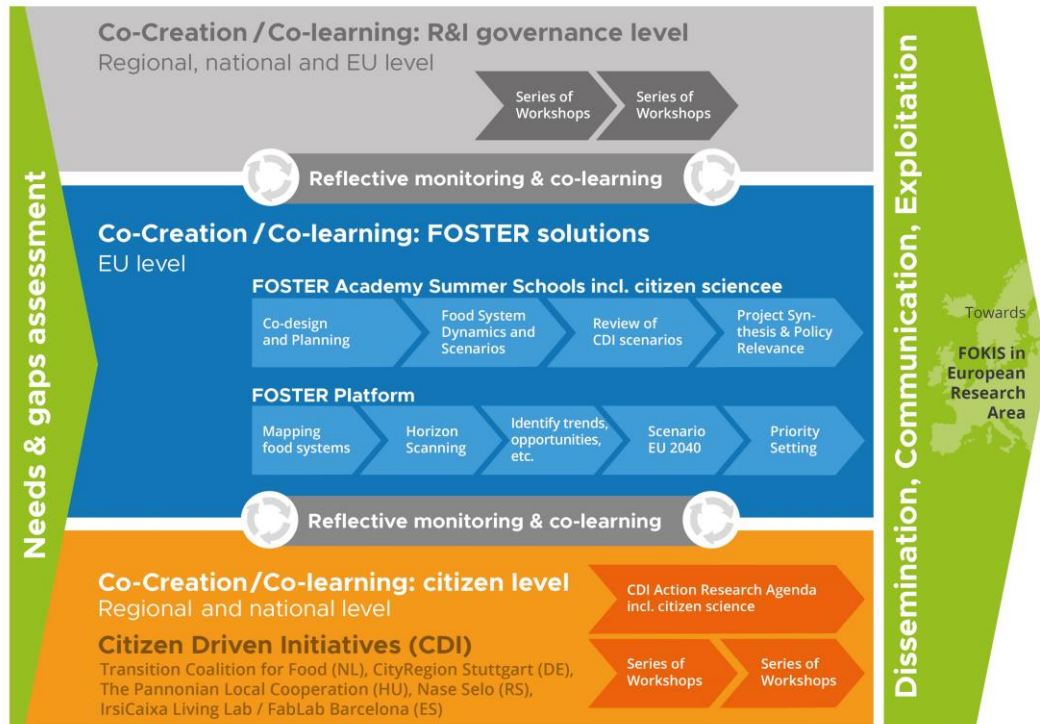 Needs & gaps assessment
Co-Creation / Co-learning: R&I governance level
Regional, national and EU level
Series of
Workshops
Series of
Workshops
Reflective monitoring & co-learning
Co-Creation / Co-learning: FOSTER solutions
EU level
FOSTER Academy Summer Schools incl. citizen sciencee
Co-design
and Planning
Food System
Dynamics and
Scenarios
Review of
CDI scenarios
Project Syn-
thesis & Policy
Relevance
FOSTER Platform
Mapping
food systems
Horizon
Scanning
Identify trends,
opportunities,
etc.
Scenario
EU 2040
Priority
Setting
Reflective monitoring & co-learning
Co-Creation/Co-learning: citizen level
Regional and national level
CDI Action Research Agenda
incl. citizen science
Citizen Driven Initiatives (CDI)
Transition Coalition for Food (NL), CityRegion Stuttgart (DE),
The Pannonian Local Cooperation (HU), Nase Selo (RS),
IrsiCaixa Living Lab / FabLab Barcelona (ES)
Series of
Workshops
Series of
Workshops
Dissemination, Communication, Exploitation
Towards
FOKIS in
European
Research
Area